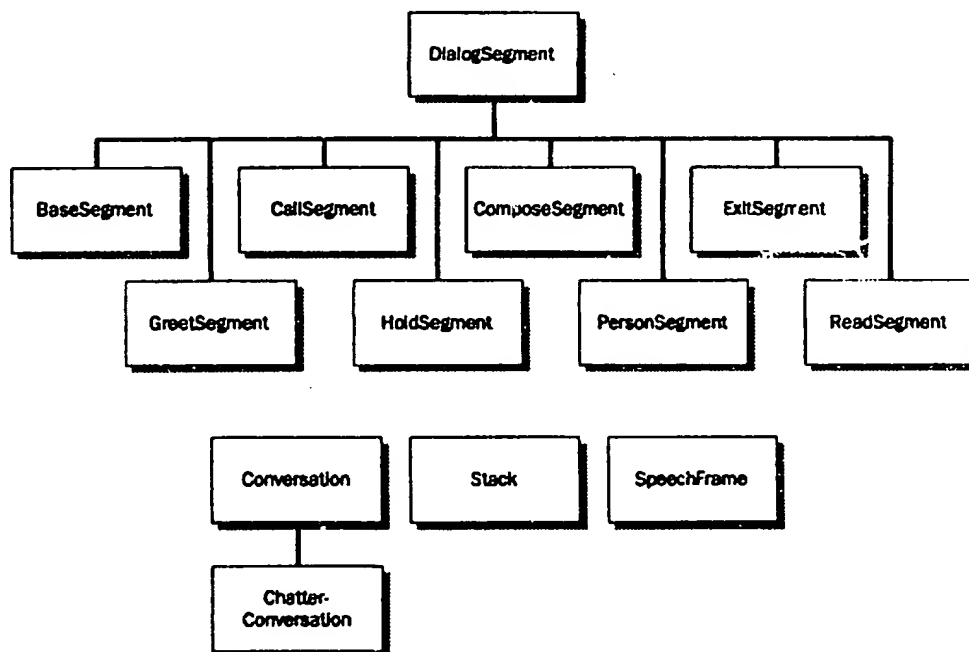 DialogSegment
BaseSegment
CallSegment
ComposeSegment
ExitSegment
GreetSegment
HoldSegment
PersonSegment
ReadSegment
Conversation
Stack
SpeechFrame
Chatter-
Conversation